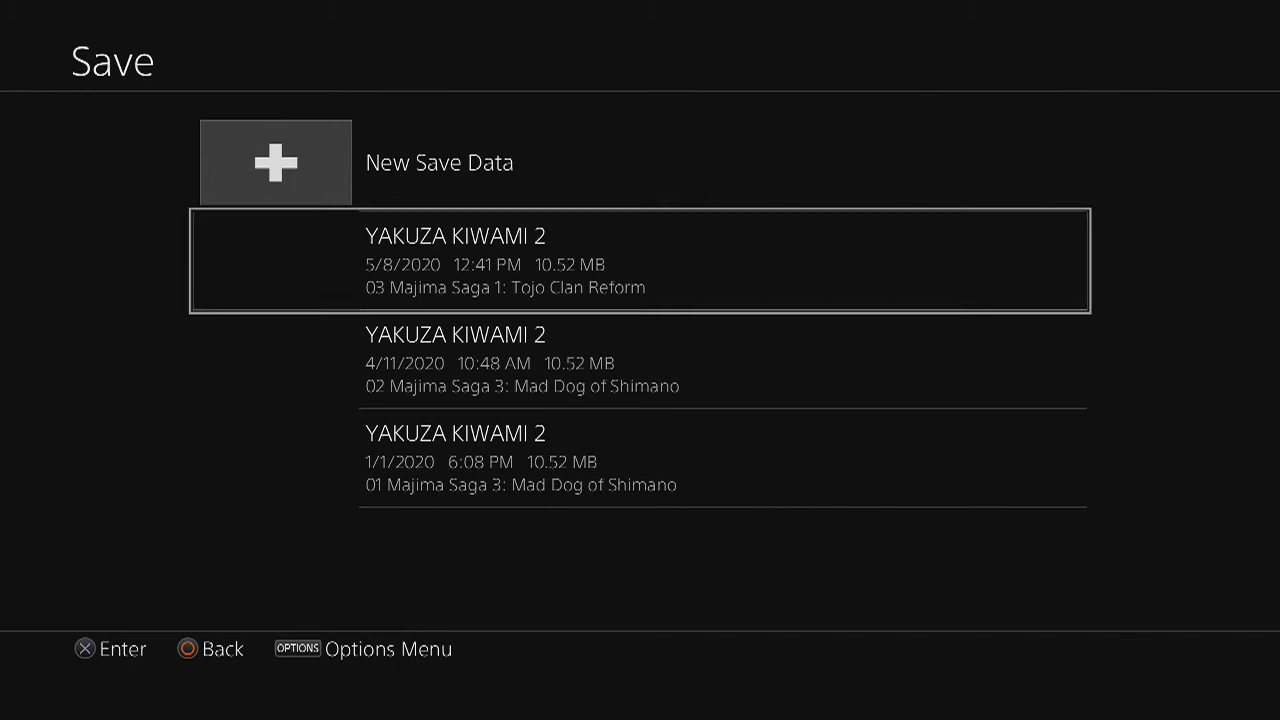 Save
New Save Data
YAKUZA KIWAMI 2
5/8/2020 12:41 PM 10.52 MB
03 Majima Saga 1: Tojo Clan Reform
YAKUZA KIWAMI 2
4/11/2020 10:48 AM 10.52 MB
02 Majima Saga 3: Mad Dog of Shimano
YAKUZA KIWAMI 2
1/1/2020 6:08 PM 10.52 MB
01 Majima Saga 3: Mad Dog of Shimano
Enter Back OPTIONS Options Menu